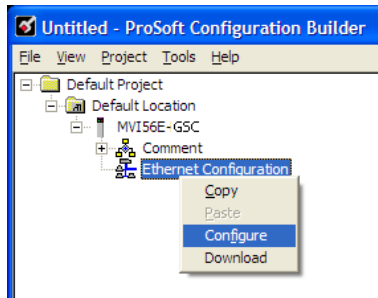 Untitled - ProSoft Configuration Builder
File View Project Tools Help
Default Project
Default Location
MVI56E-GSC
Comment
Ethernet Configuration
Copy
Paste
Configure
Download